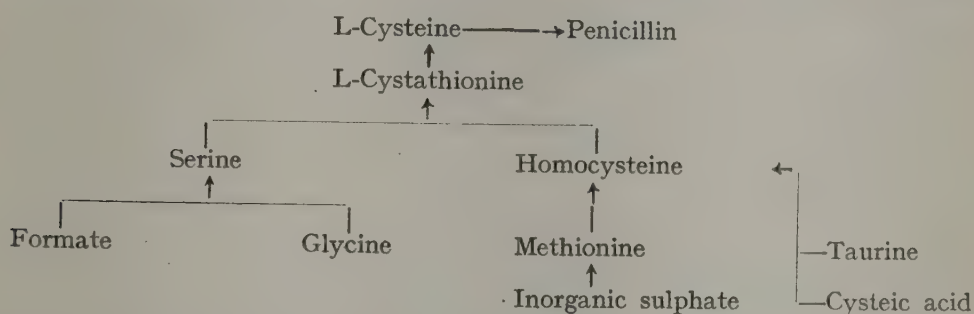 L-Cysteine → Penicillin
L-Cystathionine
Serine
Homocysteine
Formate
Glycine
Methionine
Taurine
Inorganic sulphate
Cysteic acid